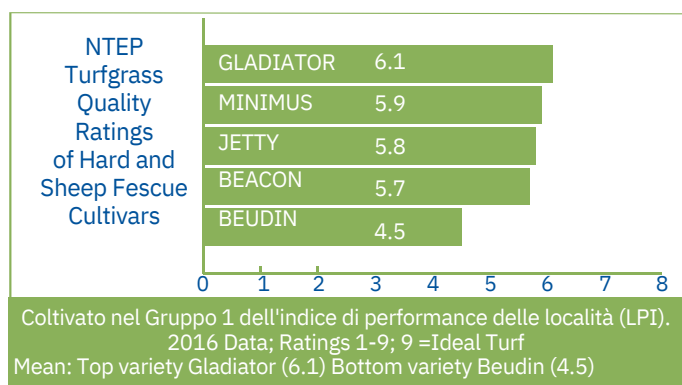 NTEP
Turfgrass
Quality
Ratings
of Hard and
Sheep Fescue
Cultivars
GLADIATOR 6.1
MINIMUS 5.9
JETTY 5.8
BEACON 5.7
BEUDIN 4.5
0 1 2 3 4 5 6 7 8
Coltivato nel Gruppo 1 dell'indice di performance delle località (LPI).
2016 Data; Ratings 1-9; 9 =Ideal Turf
Mean: Top variety Gladiator (6.1) Bottom variety Beudin (4.5)